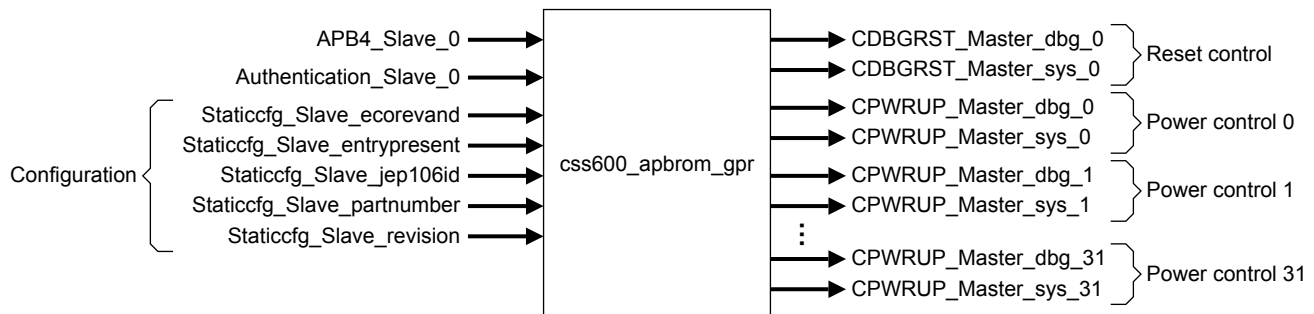 APB4_Slave_0
Authentication_Slave_0
Configuration
Staticcfg_Slave_ecorevand
Staticcfg_Slave_entrypresent
Staticcfg_Slave_jep106id
Staticcfg_Slave_partnumber
Staticcfg_Slave_revision
css600_apbrom_gpr
CDBGRST_Master_dbg_0
CDBGRST_Master_sys_0
Reset control
CPWRUP_Master_dbg_0
CPWRUP_Master_sys_0
Power control 0
CPWRUP_Master_dbg_1
CPWRUP_Master_sys_1
Power control 1
CPWRUP_Master_dbg_31
CPWRUP_Master_sys_31
Power control 31